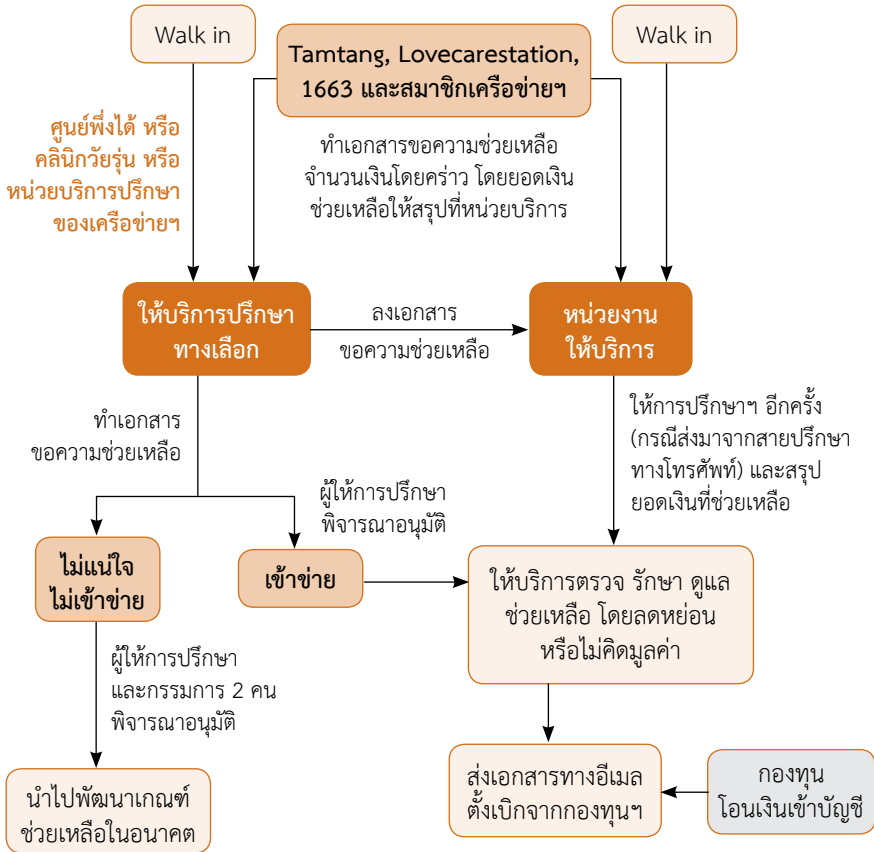 Walk in
Tamtang, Lovecarestation,
1663 และสมาชิกเครือข่ายฯ
Walk in
ศูนย์พึ่งได้ หรือ
คลินิกวัยรุ่น หรือ
หน่วยบริการปรึกษา
ของเครือข่ายฯ
ทำเอกสารขอความช่วยเหลือ
จำนวนเงินโดยคร่าว โดยยอดเงิน
ช่วยเหลือให้สรุปที่หน่วยบริการ
ให้บริการปรึกษา
ทางเลือก
ลงเอกสาร
ขอความช่วยเหลือ
หน่วยงาน
ให้บริการ
ทำเอกสาร
ขอความช่วยเหลือ
ให้การปรึกษาฯ อีกครั้ง
(กรณีส่งมาจากสายปรึกษา
ทางโทรศัพท์) และสรุป
ยอดเงินที่ช่วยเหลือ
ผู้ให้การปรึกษา
พิจารณาอนุมัติ
ไม่แน่ใจ
ไม่เข้าข่าย
เข้าข่าย
ให้บริการตรวจ รักษา ดูแล
ช่วยเหลือ โดยลดหย่อน
หรือไม่คิดมูลค่า
ผู้ให้การปรึกษา
และกรรมการ 2 คน
พิจารณาอนุมัติ
นำไปพัฒนาเกณฑ์
ช่วยเหลือในอนาคต
ส่งเอกสารทางอีเมล
ตั้งเบิกจากกองทุนฯ
กองทุน
โอนเงินเข้าบัญชี